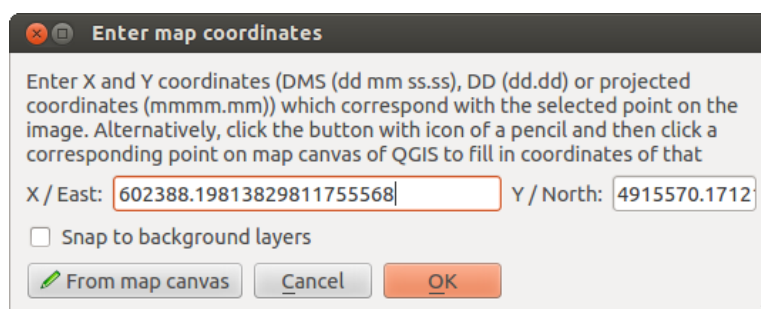 Enter map coordinates
Enter X and Y coordinates (DMS (dd mm ss.ss), DD (dd.dd) or projected
coordinates (mmmm.mm)) which correspond with the selected point on the
image. Alternatively, click the button with icon of a pencil and then click a
corresponding point on map canvas of QGIS to fill in coordinates of that
X / East: 602388.19813829811755568 Y / North: 4915570.1712
Snap to background layers
From map canvas Cancel OK